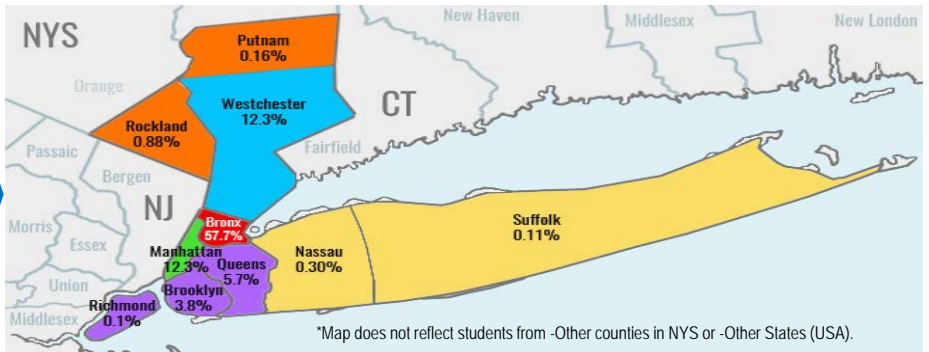 New Haven
Middlesex
New London
NYS
Putnam
0.16%
Orange
CT
Westchester
12.3%
Rockland
0.88%
Fairfield
Passaic
Bergen
NJ
Morris
Essex
Bronx
57.7%
Suffolk
0.11%
Manhattan
12.3%
Queens
5.7%
Nassau
0.30%
Union
Brooklyn
3.8%
Richmond
0.1%
Middlesex
*Map does not reflect students from -Other counties in NYS or -Other States (USA).